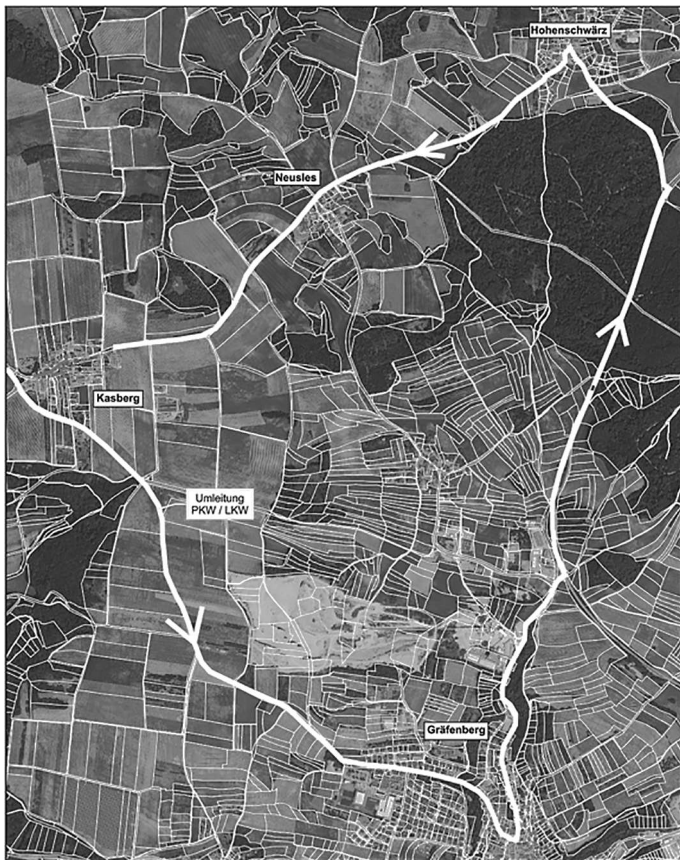 Hohenschwärz
Neusles
Kasberg
Umleitung
PKW / LKW
Gräfenberg